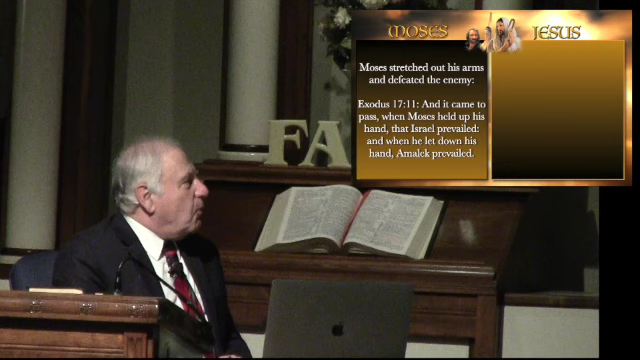 MOSES
JESUS
Moses stretched out his arms
and defeated the enemy:
Exodus 17:11: And it came to
pass, when Moses held up his
hand, that Israel prevailed:
and when he let down his
hand, Amalek prevailed.
FA